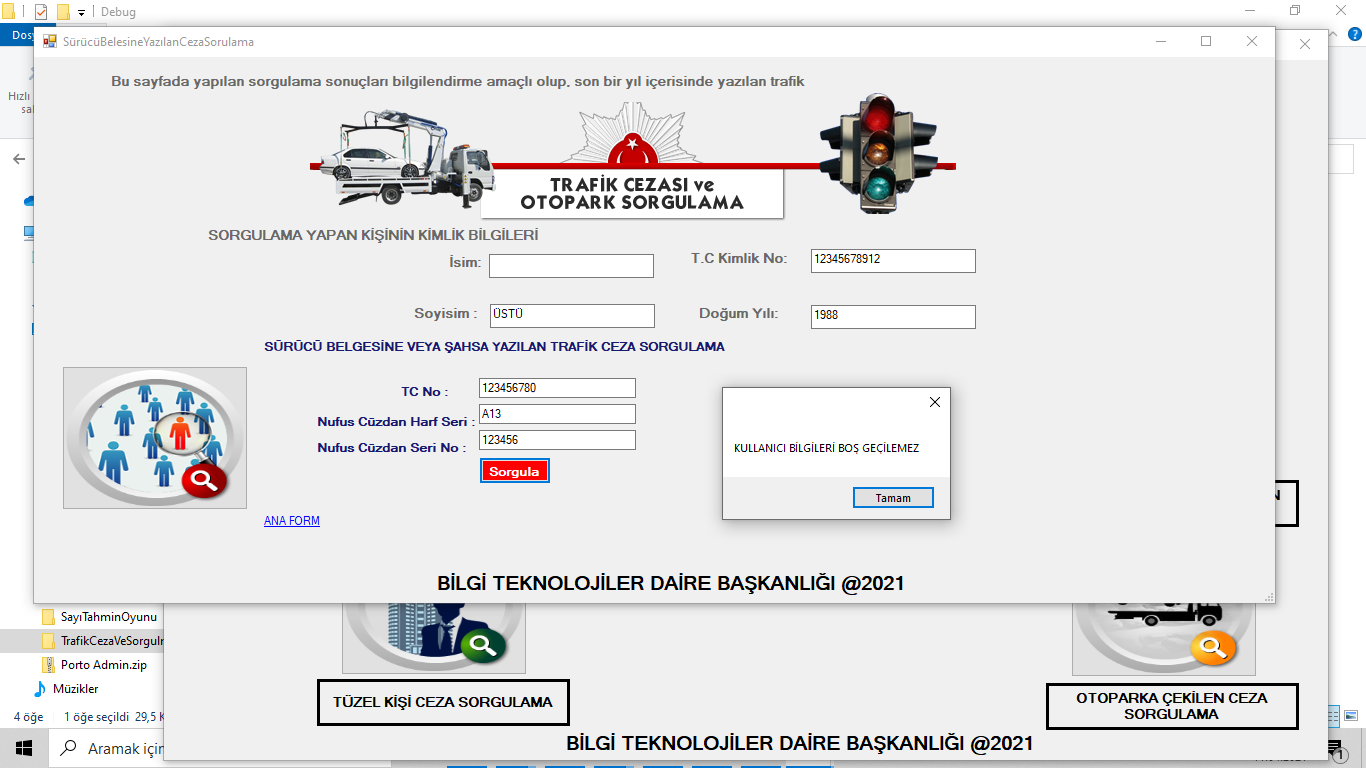 Debug
Dos
SürücüBelesineYazılanCezaSorulama
Hızlı
Bu sayfada yapılan sorgulama sonuçları bilgilendirme amaçlı olup, son bir yıl içerisinde yazılan trafik
TRAFİK CEZASI ve
OTOPARK SORGULAMA
SORGULAMA YAPAN KİŞİNİN KİMLİK BİLGİLERİ
İsim:
T.C Kimlik No: 12345678912
Soyisim : ÜSTÜ
Doğum Yılı: 1988
SÜRÜCÜ BELGESİNE VEYA ŞAHSA YAZILAN TRAFİK CEZA SORGULAMA
TC No : 123456780
Nufus Cüzdan Harf Seri : A13
Nufus Cüzdan Seri No : 123456
Sorgula
KULLANICI BİLGİLERİ BOŞ GEÇİLEMEZ
Tamam
ANA FORM
BİLGİ TEKNOLOJİLER DAİRE BAŞKANLIĞI @2021
SayıTahminOyunu
TrafikCezaVeSorgulr
Porto Admin.zip
Müzikler
TÜZEL KİŞİ CEZA SORGULAMA
OTOPARKA ÇEKİLEN CEZA
SORGULAMA
4 öğe 1 öğe seçildi 29,5 K
BİLGİ TEKNOLOJİLER DAİRE BAŞKANLIĞI @2021
Aramak için
1